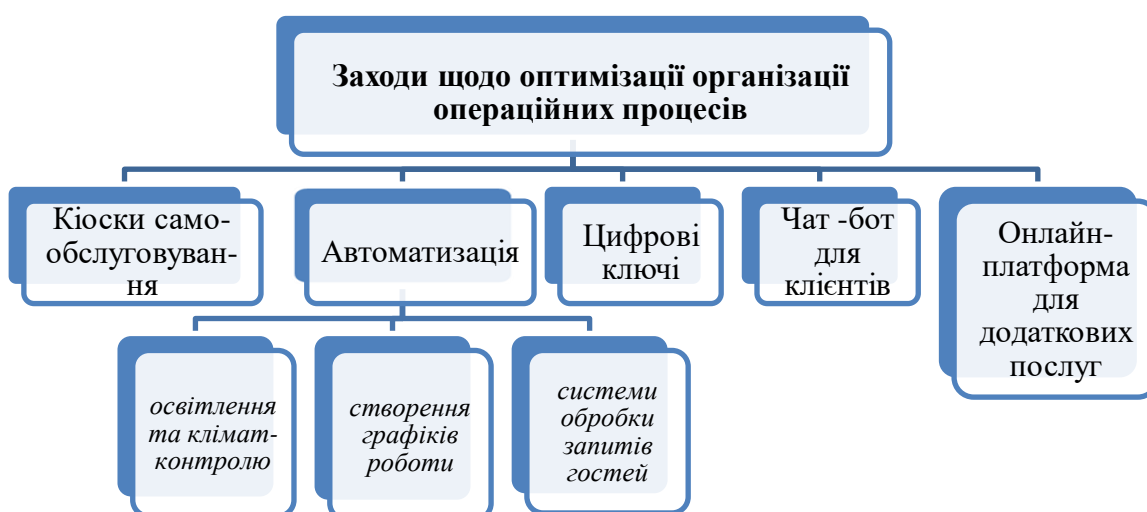 Заходи щодо оптимізації організації
операційних процесів
Кіоски само-
обслуговуван-
ня
Автоматизація
Цифрові
ключі
Чат -бот
для
клієнтів
Онлайн-
платформа
для
додаткових
послуг
освітлення
та клімат-
контролю
створення
графіків
роботи
системи
обробки
запитів
гостей